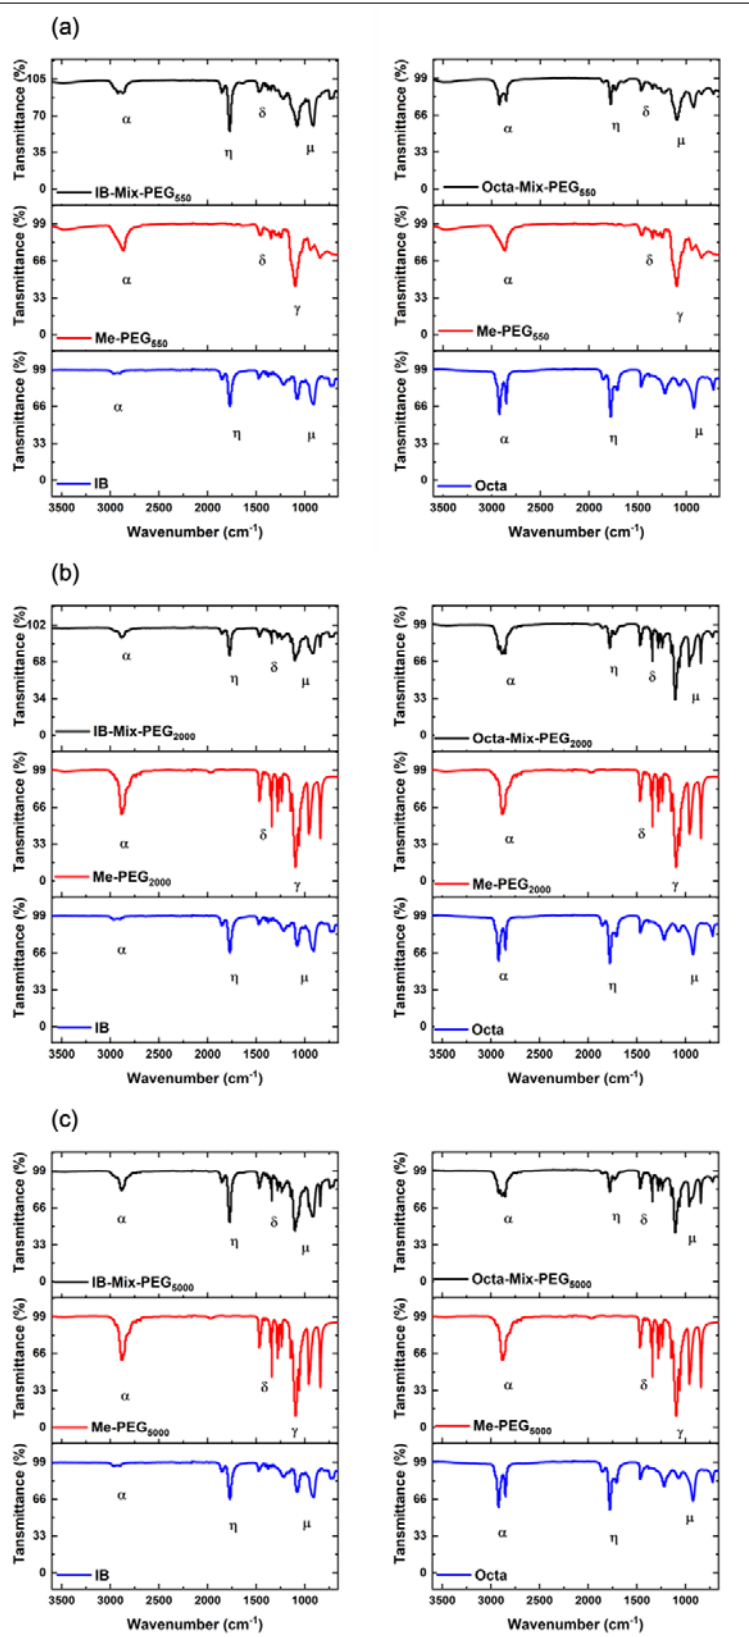 (a)
Tansmittance (%)
105
70
35
0
α
η
δ
μ
IB-Mix-PEG550
Tansmittance (%)
99
66
33
0
α
δ
γ
Me-PEG550
Tansmittance (%)
99
66
33
0
α
η
μ
IB
3500 3000 2500 2000 1500 1000
Wavenumber (cm-1)
Tansmittance (%)
99
66
33
0
α
η
δ
μ
Octa-Mix-PEG550
Tansmittance (%)
99
66
33
0
α
δ
γ
Me-PEG550
Tansmittance (%)
99
66
33
0
α
η
μ
Octa
3500 3000 2500 2000 1500 1000
Wavenumber (cm-1)
(b)
Tansmittance (%)
102
68
34
0
α
η
δ
μ
IB-Mix-PEG2000
Tansmittance (%)
99
66
33
0
α
δ
γ
Me-PEG2000
Tansmittance (%)
99
66
33
0
α
η
μ
IB
3500 3000 2500 2000 1500 1000
Wavenumber (cm-1)
Tansmittance (%)
99
66
33
0
α
η
δ
μ
Octa-Mix-PEG2000
Tansmittance (%)
99
66
33
0
α
δ
γ
Me-PEG2000
Tansmittance (%)
99
66
33
0
α
η
μ
Octa
3500 3000 2500 2000 1500 1000
Wavenumber (cm-1)
(c)
Tansmittance (%)
99
66
33
0
α
η
δ
μ
IB-Mix-PEG5000
Tansmittance (%)
99
66
33
0
α
δ
γ
Me-PEG5000
Tansmittance (%)
99
66
33
0
α
η
μ
IB
3500 3000 2500 2000 1500 1000
Wavenumber (cm-1)
Tansmittance (%)
99
66
33
0
α
η
δ
μ
Octa-Mix-PEG5000
Tansmittance (%)
99
66
33
0
α
δ
γ
Me-PEG5000
Tansmittance (%)
99
66
33
0
α
η
μ
Octa
3500 3000 2500 2000 1500 1000
Wavenumber (cm-1)